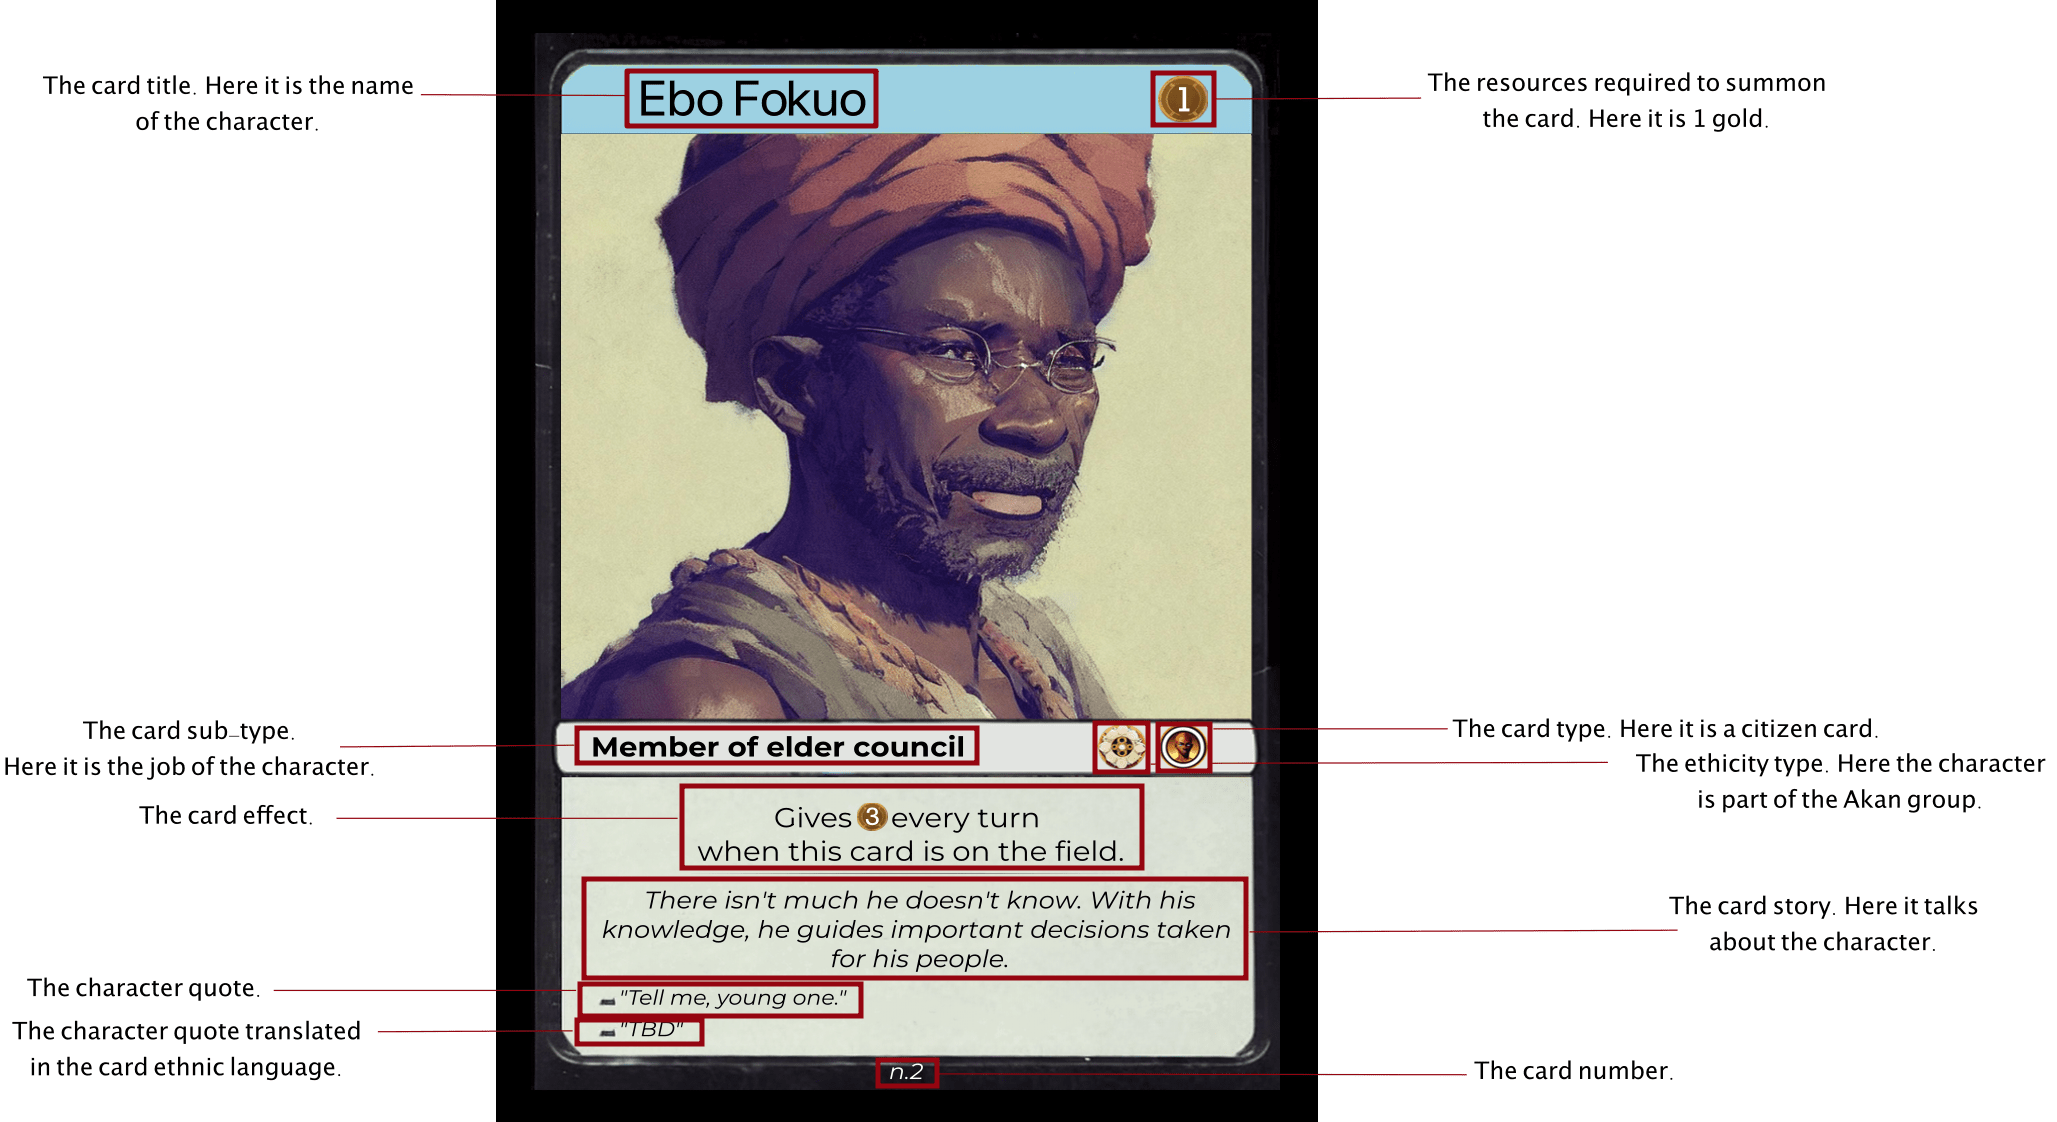 The card title. Here it is the name
of the character.
Ebo Fokuo
1
The resources required to summon
the card. Here it is 1 gold.
The card sub-type.
Here it is the job of the character.
Member of elder council
The card type. Here it is a citizen card.
The ethicity type. Here the character
is part of the Akan group.
The card effect.
Gives 3 every turn
when this card is on the field.
There isn't much he doesn't know. With his
knowledge, he guides important decisions taken
for his people.
The card story. Here it talks
about the character.
The character quote.
"Tell me, young one."
The character quote translated
in the card ethnic language.
"TBD"
n.2
The card number.